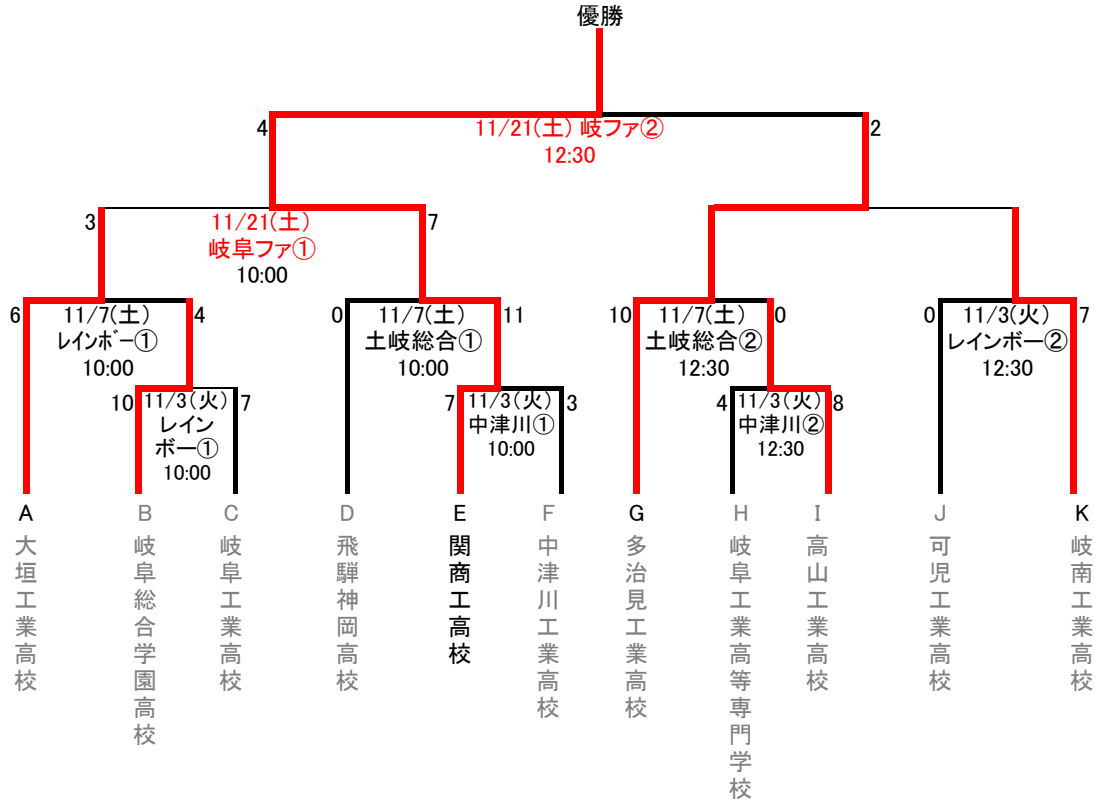 優勝
4
11/21(土) 岐ファ②
12:30
2
3
11/21(土)
岐阜ファ①
10:00
7
6
11/7(土)
ﾚｲﾝﾎﾞｰ①
10:00
4
0
11/7(土)
土岐総合①
10:00
11
10
11/7(土)
土岐総合②
12:30
0
0
11/3(火)
レインボー②
12:30
7
10
11/3(火)
レイン
ボー①
10:00
7
7
11/3(火)
中津川①
10:00
3
4
11/3(火)
中津川②
12:30
8
A
大垣工業高校
B
岐阜総合学園高校
C
岐阜工業高校
D
飛騨神岡高校
E
関商工高校
F
中津川工業高校
G
多治見工業高校
H
岐阜工業高等専門学校
I
高山工業高校
J
可児工業高校
K
岐南工業高校